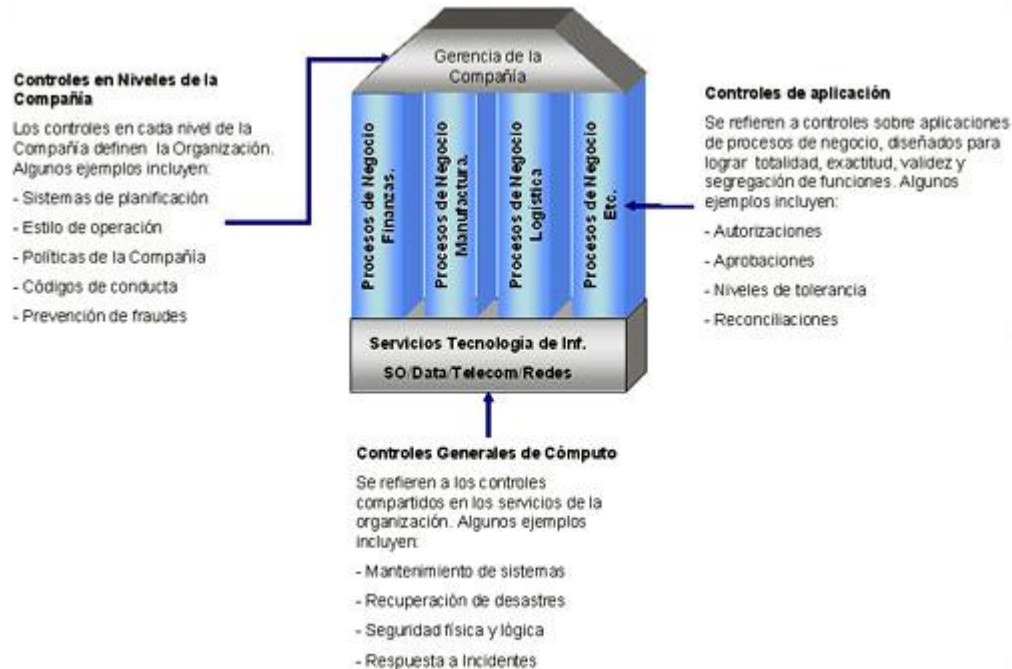 Gerencia de la
Compañía
Controles en Niveles de la
Compañía
Los controles en cada nivel de la
Compañía definen la Organización.
Algunos ejemplos incluyen:
- Sistemas de planificación
- Estilo de operación
- Políticas de la Compañía
- Códigos de conducta
- Prevención de fraudes
Procesos de Negocio
Finanzas.
Procesos de Negocio
Manufactura.
Procesos de Negocio
Logística
Procesos de Negocio
Etc.
Controles de aplicación
Se refieren a controles sobre aplicaciones
de procesos de negocio, diseñados para
lograr totalidad, exactitud, validez y
segregación de funciones. Algunos
ejemplos incluyen:
- Autorizaciones
- Aprobaciones
- Niveles de tolerancia
- Reconciliaciones
Servicios Tecnología de Inf.
SO/Data/Telecom/Redes
Controles Generales de Cómputo
Se refieren a los controles
compartidos en los servicios de la
organización. Algunos ejemplos
incluyen:
- Mantenimiento de sistemas
- Recuperación de desastres
- Seguridad física y lógica
- Respuesta a Incidentes